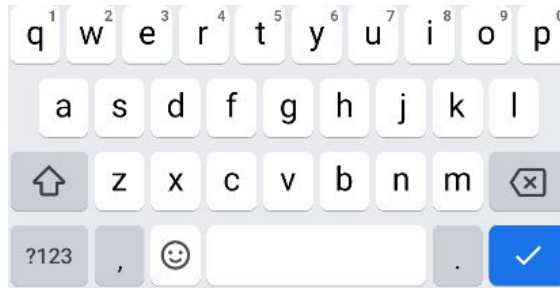 q1 w2 e3 r4 t5 y6 u7 i8 o9 p0
a s d f g h j k l
z x c v b n m
?123 , .